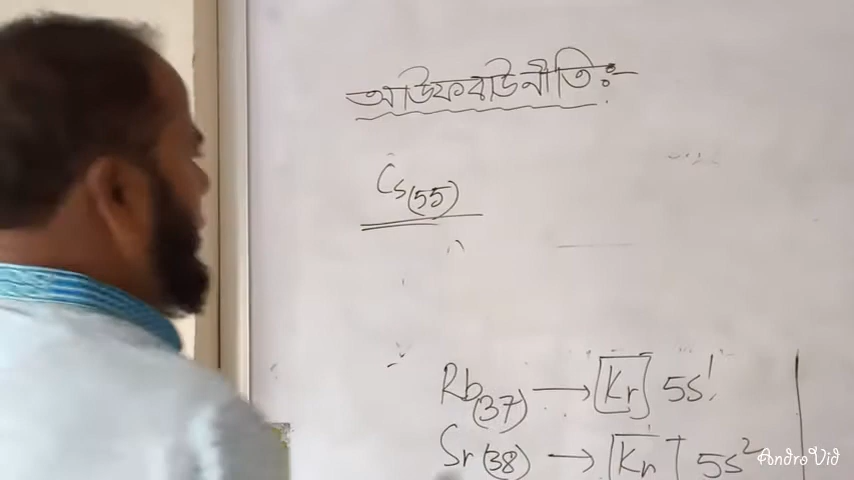 আউফবাউনীতি ঃ-
Cs(55)
Rb(37) → [Kr] 5s¹
Sr(38) → [Kr] 5s²
AndroVid